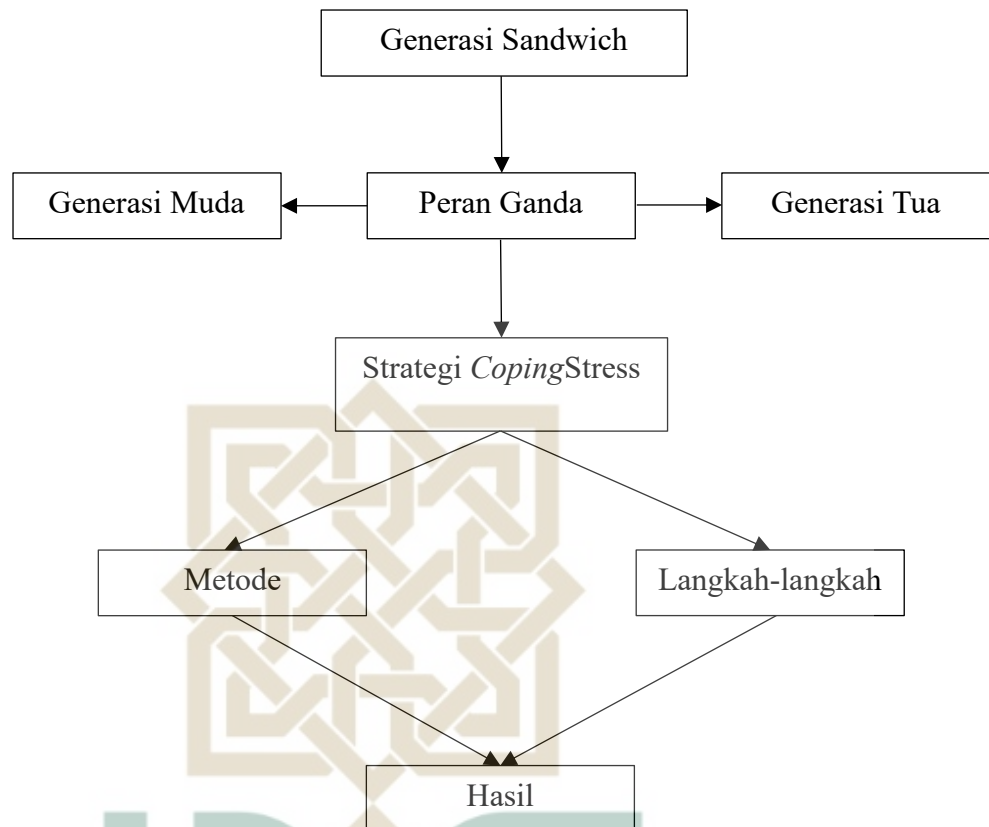 Generasi Sandwich
Generasi Muda
Peran Ganda
Generasi Tua
Strategi CopingStress
Metode
Langkah-langkah
Hasil